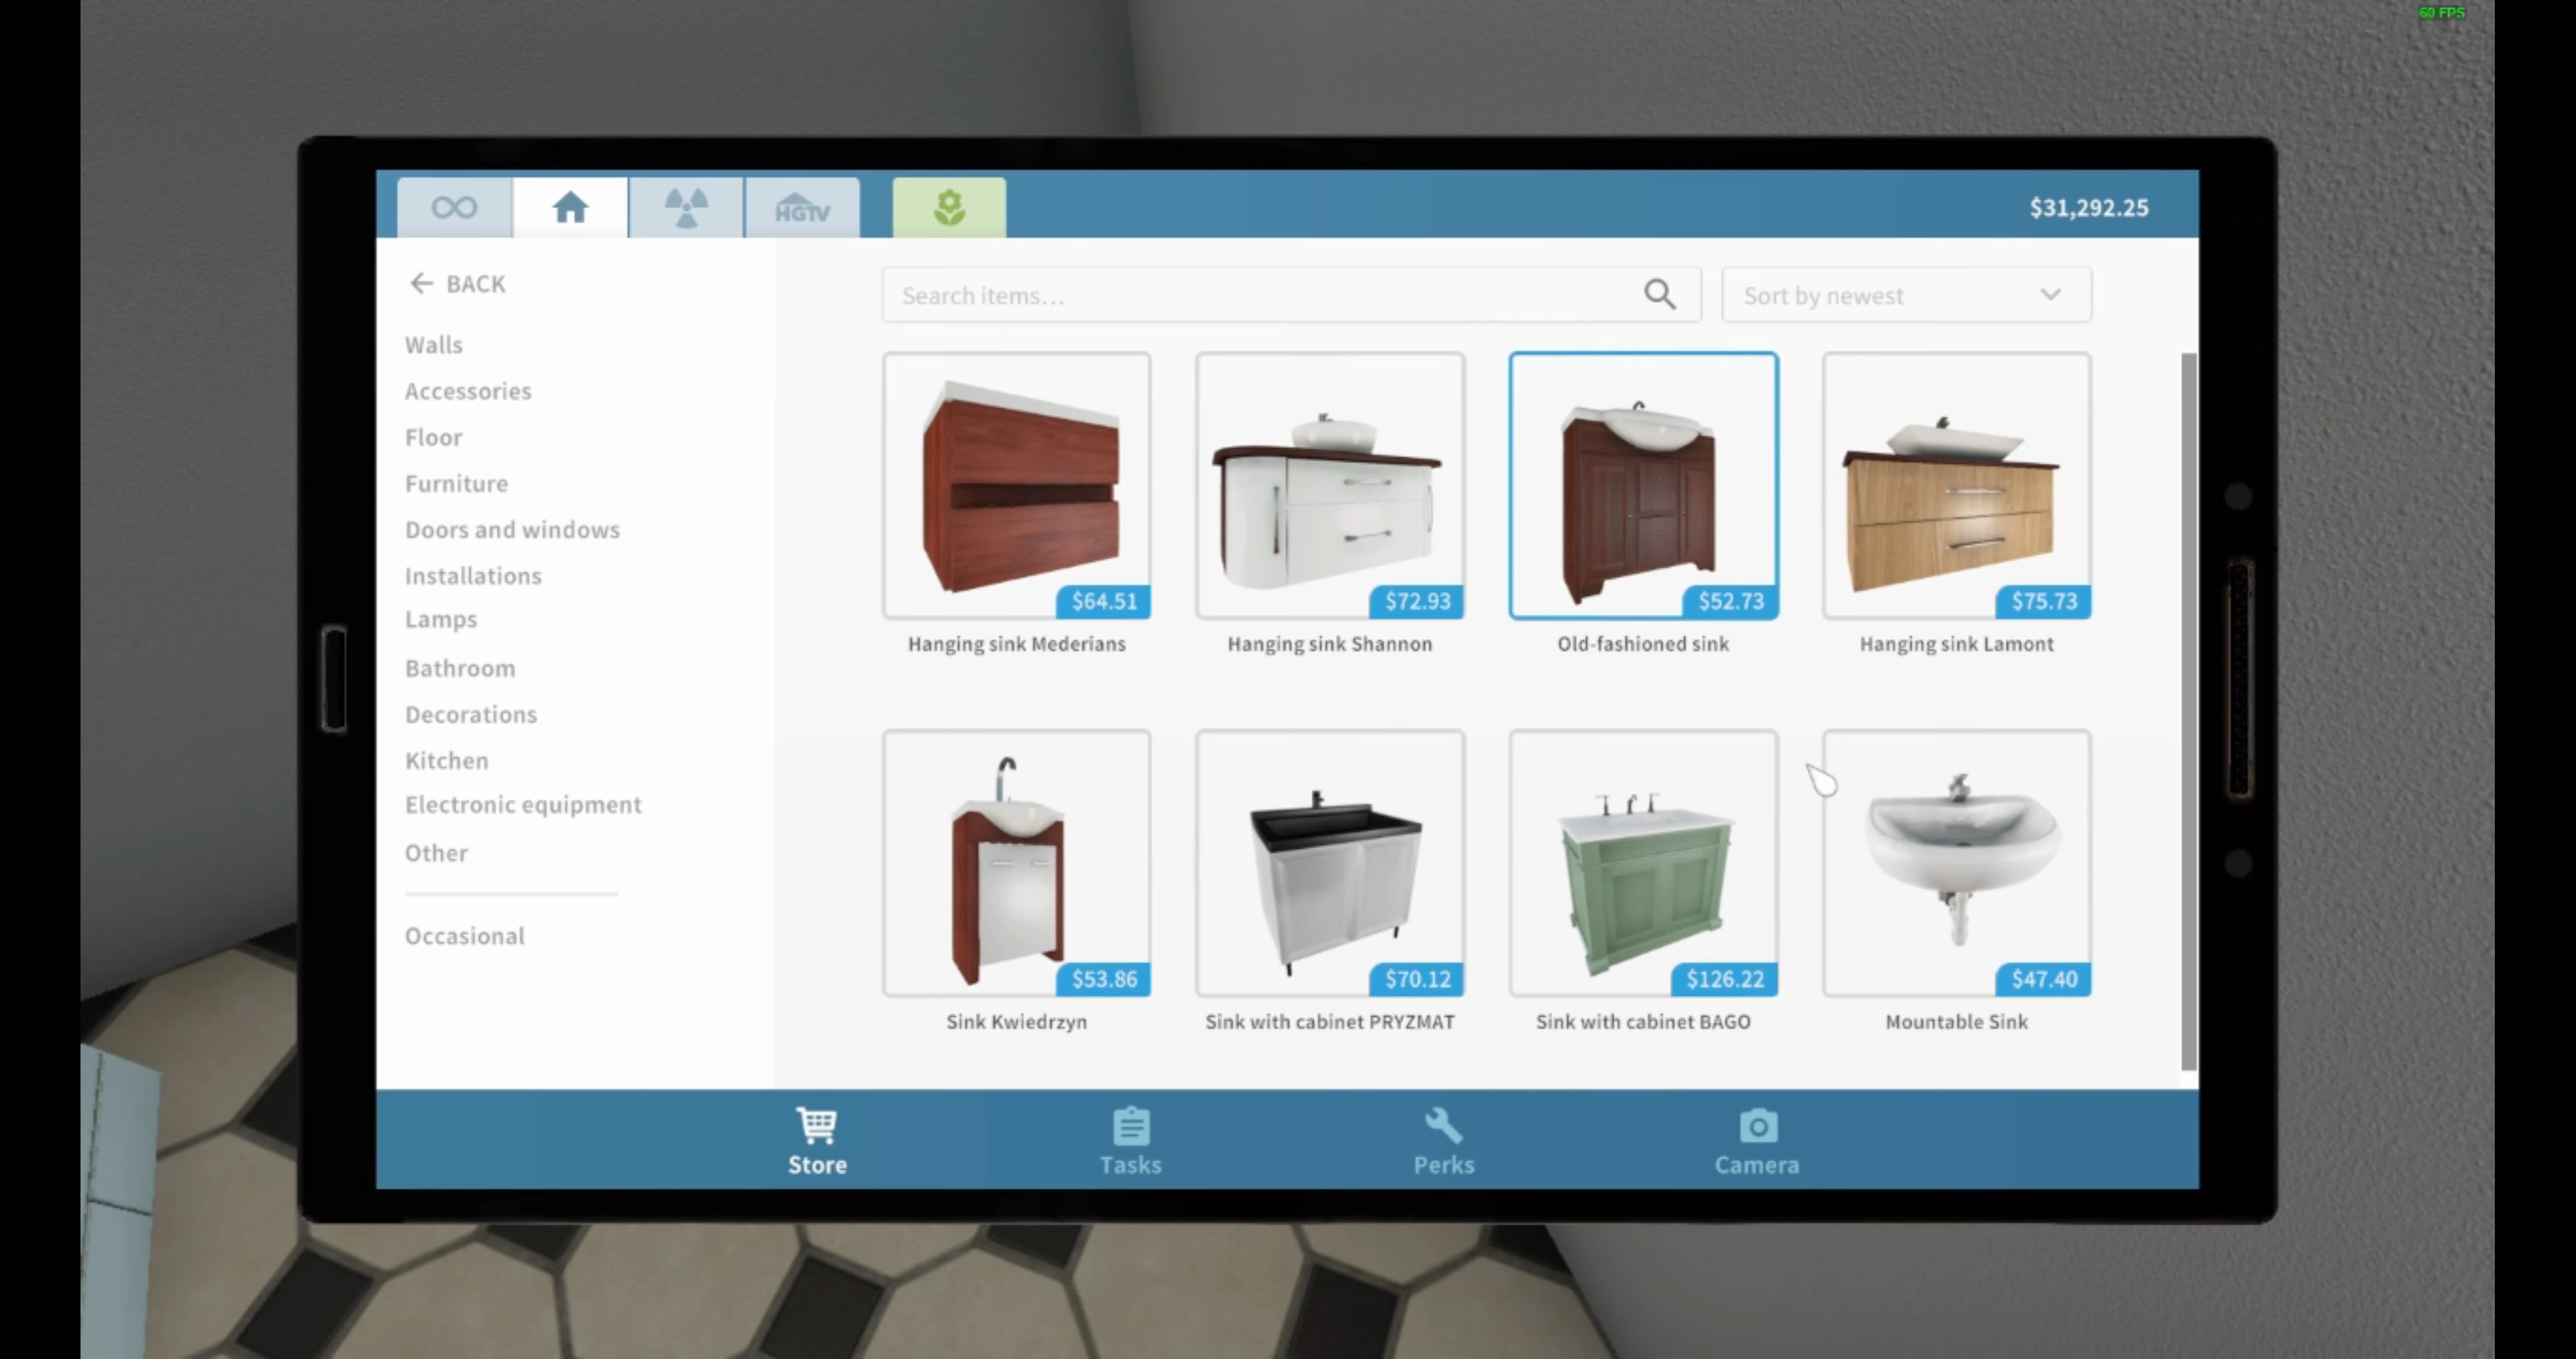 60 FPS
HGTV
$31,292.25
BACK
Search items...
Sort by newest
Walls
Accessories
Floor
Furniture
Doors and windows
Installations
Lamps
Bathroom
Decorations
Kitchen
Electronic equipment
Other
Occasional
$64.51
$72.93
$52.73
$75.73
Hanging sink Mederians
Hanging sink Shannon
Old-fashioned sink
Hanging sink Lamont
$53.86
$70.12
$126.22
$47.40
Sink Kwiedrzyn
Sink with cabinet PRYZMAT
Sink with cabinet BAGO
Mountable Sink
Store
Tasks
Perks
Camera